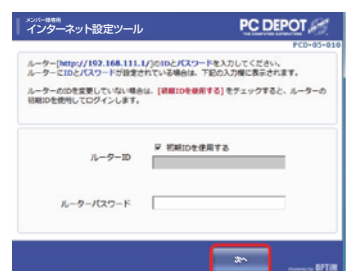 メンバー様専用
インターネット設定ツール
PC DEPOT
PCD-05-010
ルーター[http://192.168.111.1/]のIDとパスワードを入力してください。
ルーターにIDとパスワードが設定されている場合は、下記の入力欄に表示されます。
ルーターのIDを変更していない場合は、[初期IDを使用する]をチェックすると、ルーターの
初期IDを使用してログインします。
初期IDを使用する
ルーターID
ルーターパスワード
次へ
Powered by OPTiM